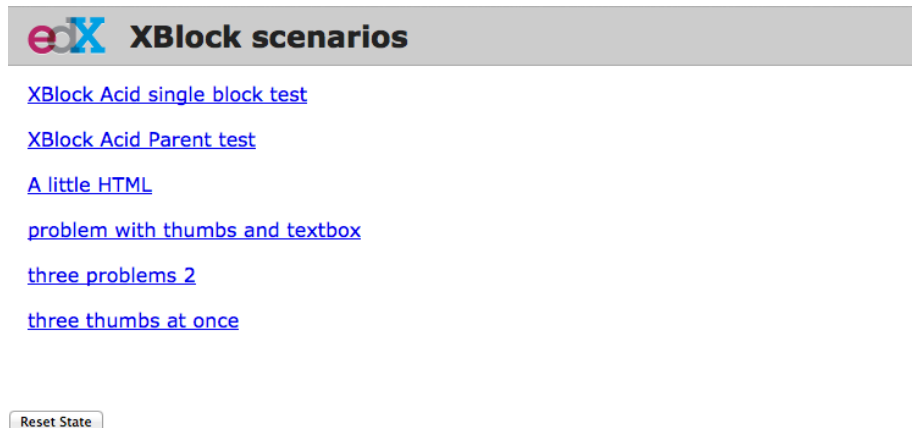 edX XBlock scenarios
XBlock Acid single block test
XBlock Acid Parent test
A little HTML
problem with thumbs and textbox
three problems 2
three thumbs at once
Reset State